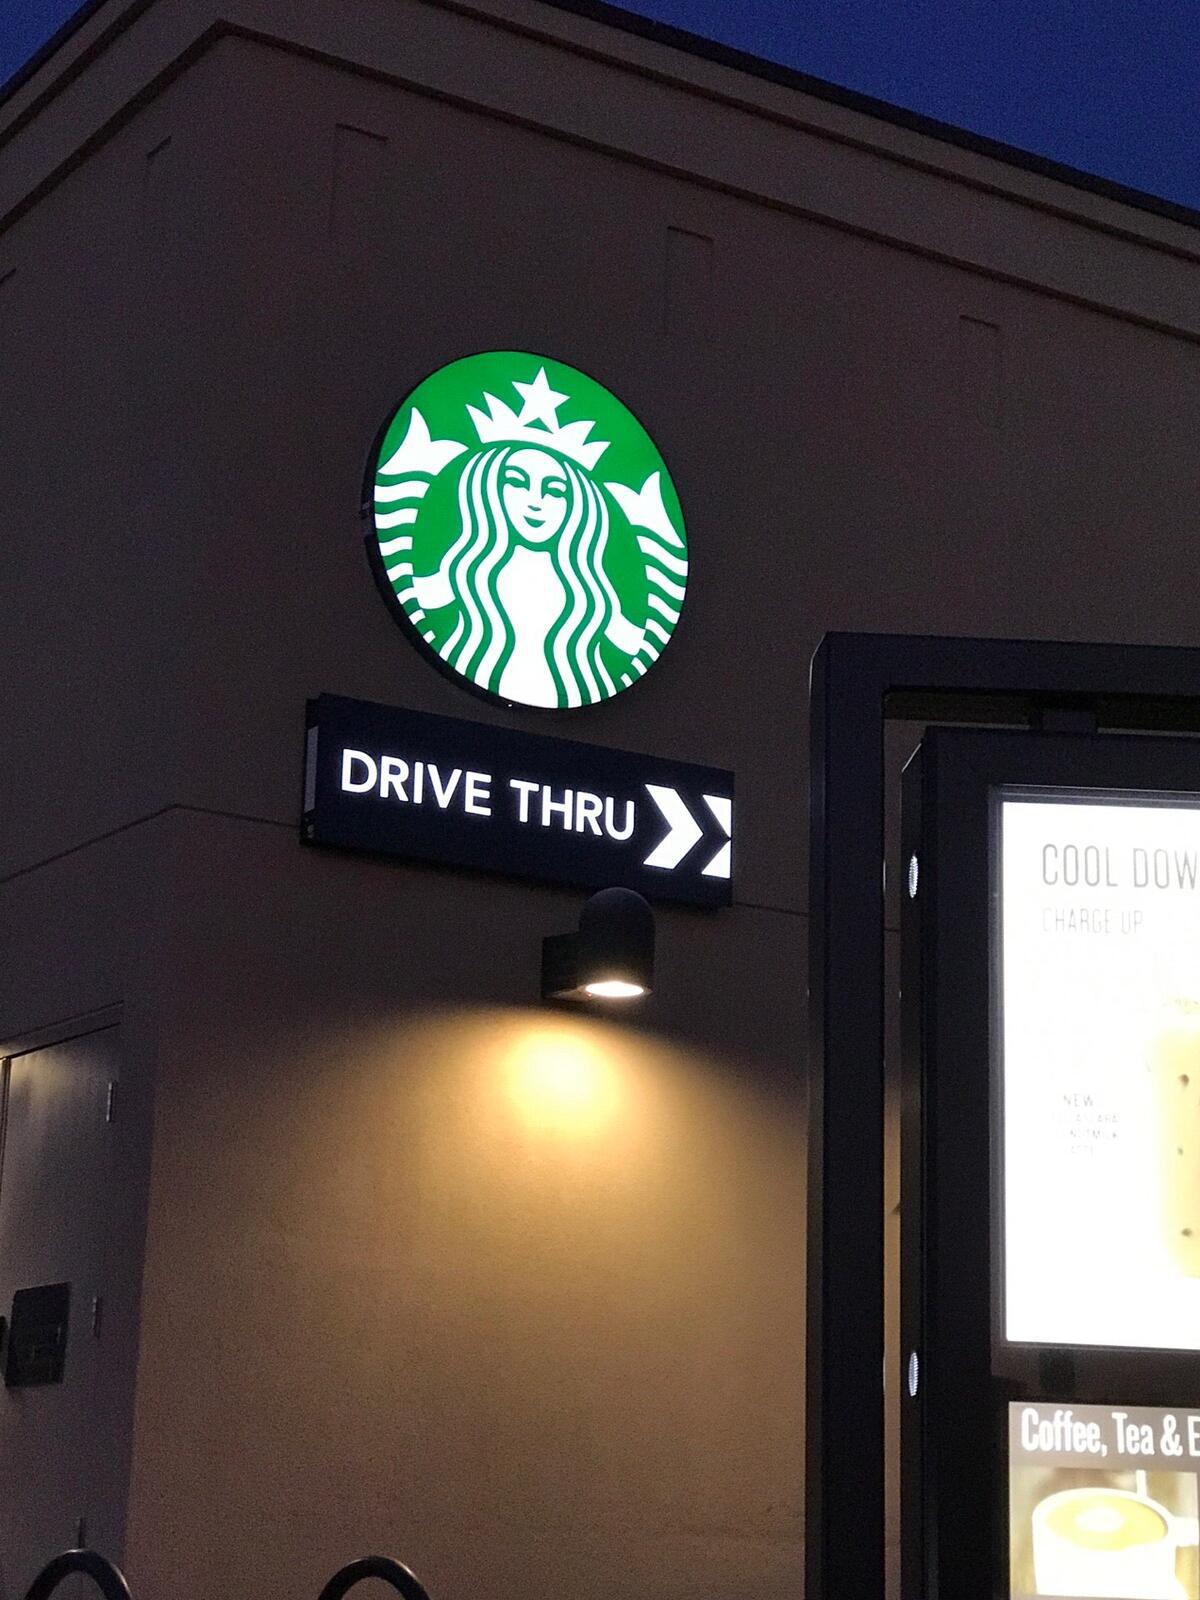 DRIVE THRU
COOL DOW
CHARGE UP
NEW
Coffee, Tea & E